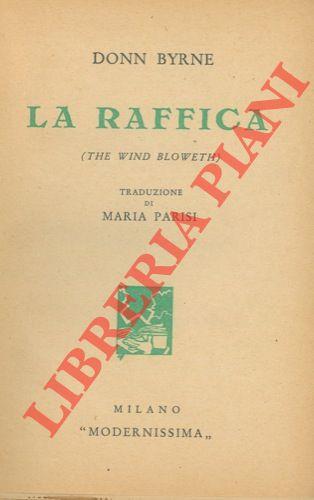 DONN BYRNE
LA RAFFICA
(THE WIND BLOWETH)
TRADUZIONE
DI
MARIA PARISI
MILANO
"MODERNISSIMA„
LIBRERIA PIANI